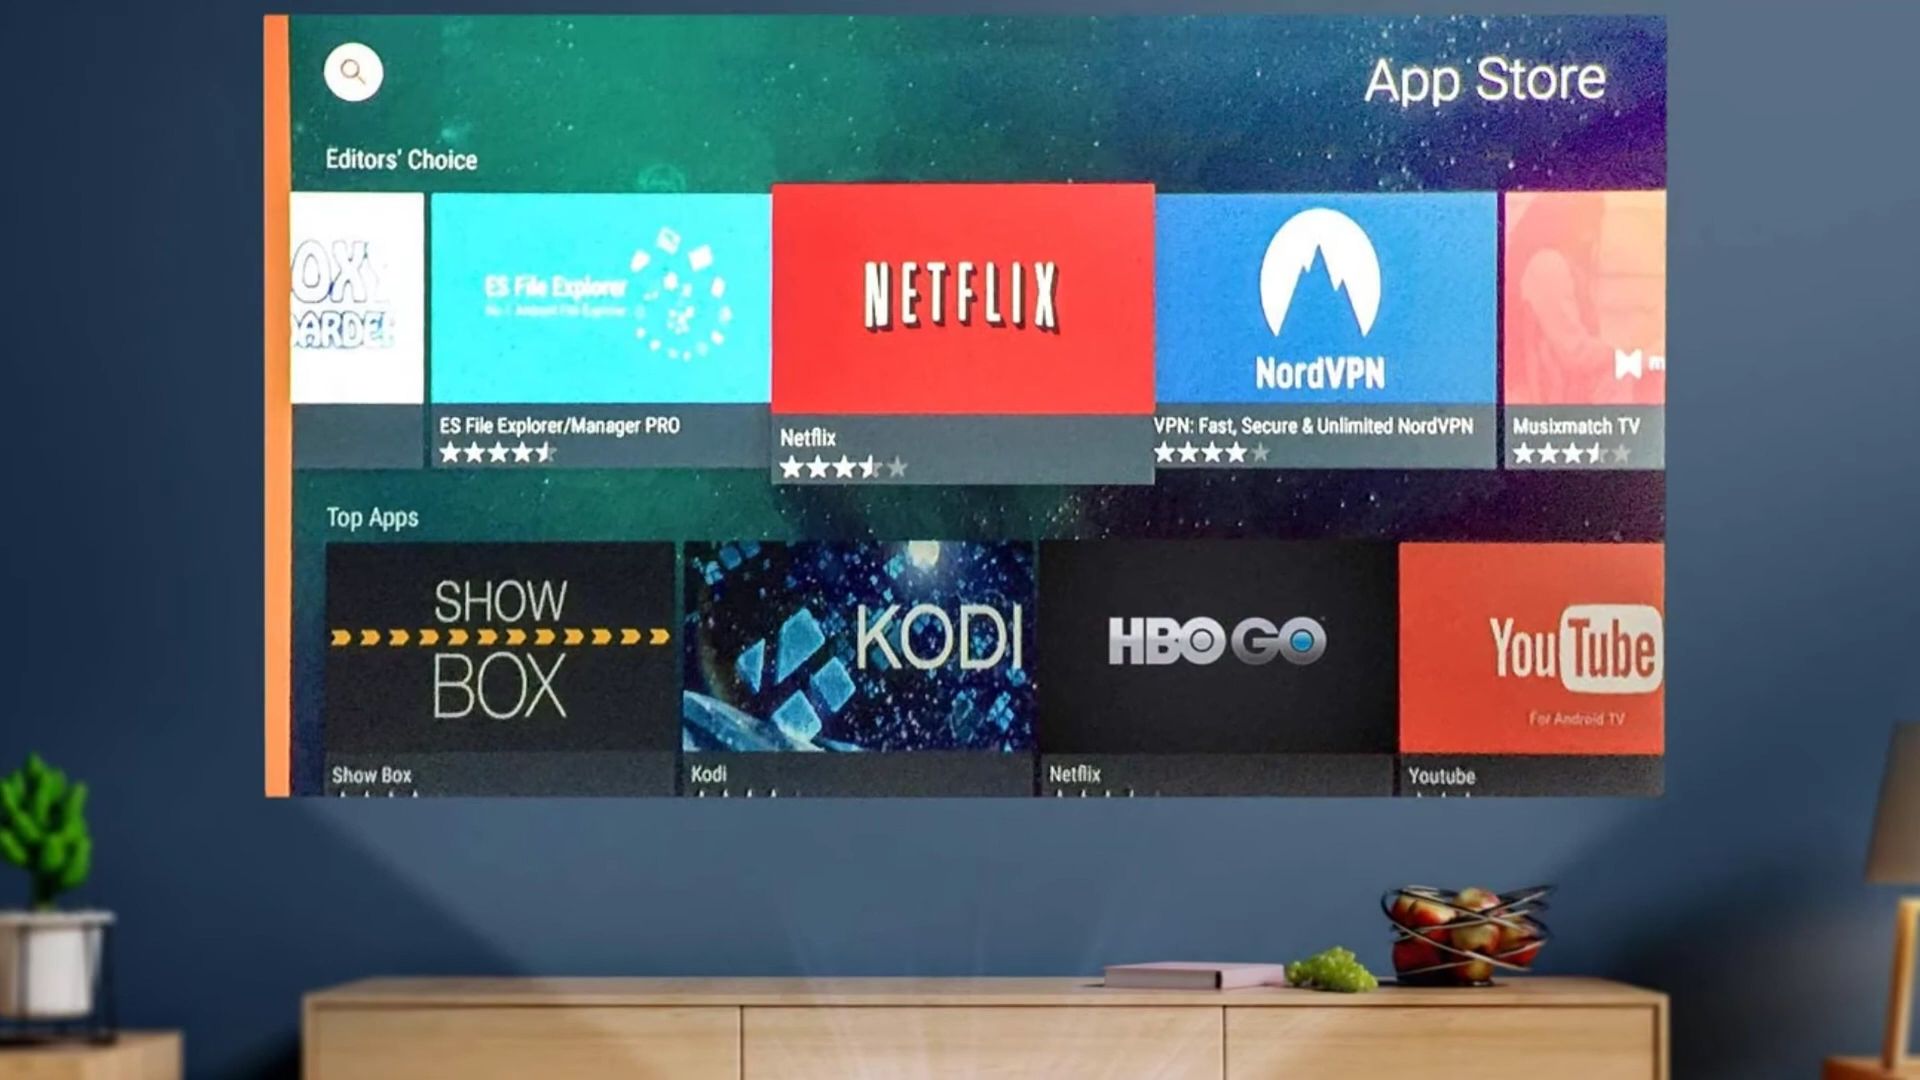 App Store
Editors' Choice
OXY
ARDEN
ES File Explorer
NETFLIX
NordVPN
m
ES File Explorer/Manager PRO
Netflix
VPN: Fast, Secure & Unlimited NordVPN
Musixmatch TV
Top Apps
SHOW
BOX
KODI
HBO GO
YouTube
For Android TV
Show Box
Kodi
Netflix
Youtube